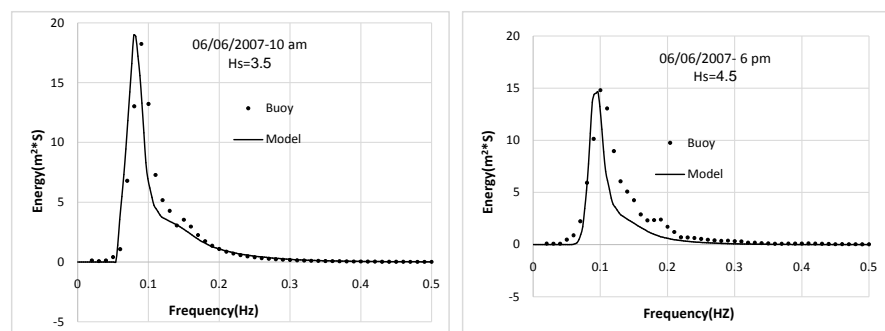 20
15
10
5
0
-5
0 0.1 0.2 0.3 0.4 0.5
Energy(m²*S)
Frequency(Hz)
06/06/2007-10 am
Hs=3.5
Buoy
Model
20
15
10
5
0
-5
0 0.1 0.2 0.3 0.4 0.5
Energy(m²*S)
Frequency(HZ)
06/06/2007- 6 pm
Hs=4.5
Buoy
Model